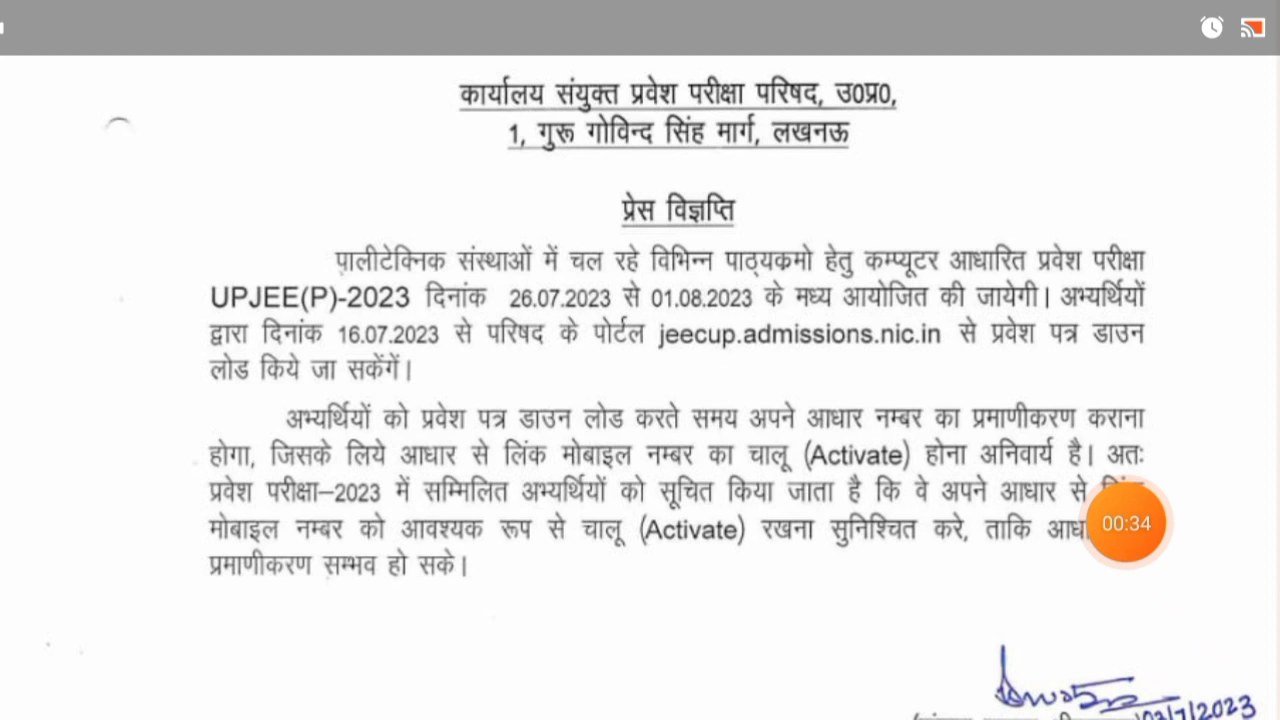 कार्यालय संयुक्त प्रवेश परीक्षा परिषद, उ0प्र0,
1, गुरू गोविन्द सिंह मार्ग, लखनऊ
प्रेस विज्ञप्ति
पालीटेक्निक संस्थाओं में चल रहे विभिन्न पाठ्यकमो हेतु कम्प्यूटर आधारित प्रवेश परीक्षा
UPJEE(P)-2023 दिनांक 26.07.2023 से 01.08.2023 के मध्य आयोजित की जायेगी। अभ्यर्थियों
द्वारा दिनांक 16.07.2023 से परिषद के पोर्टल jeecup.admissions.nic.in से प्रवेश पत्र डाउन
लोड किये जा सकेंगें।
अभ्यर्थियों को प्रवेश पत्र डाउन लोड करते समय अपने आधार नम्बर का प्रमाणीकरण कराना
होगा, जिसके लिये आधार से लिंक मोबाइल नम्बर का चालू (Activate) होना अनिवार्य है। अतः
प्रवेश परीक्षा–2023 में सम्मिलित अभ्यर्थियों को सूचित किया जाता है कि वे अपने आधार से
मोबाइल नम्बर को आवश्यक रूप से चालू (Activate) रखना सुनिश्चित करे, ताकि
00:34
प्रमाणीकरण सम्भव हो सके।